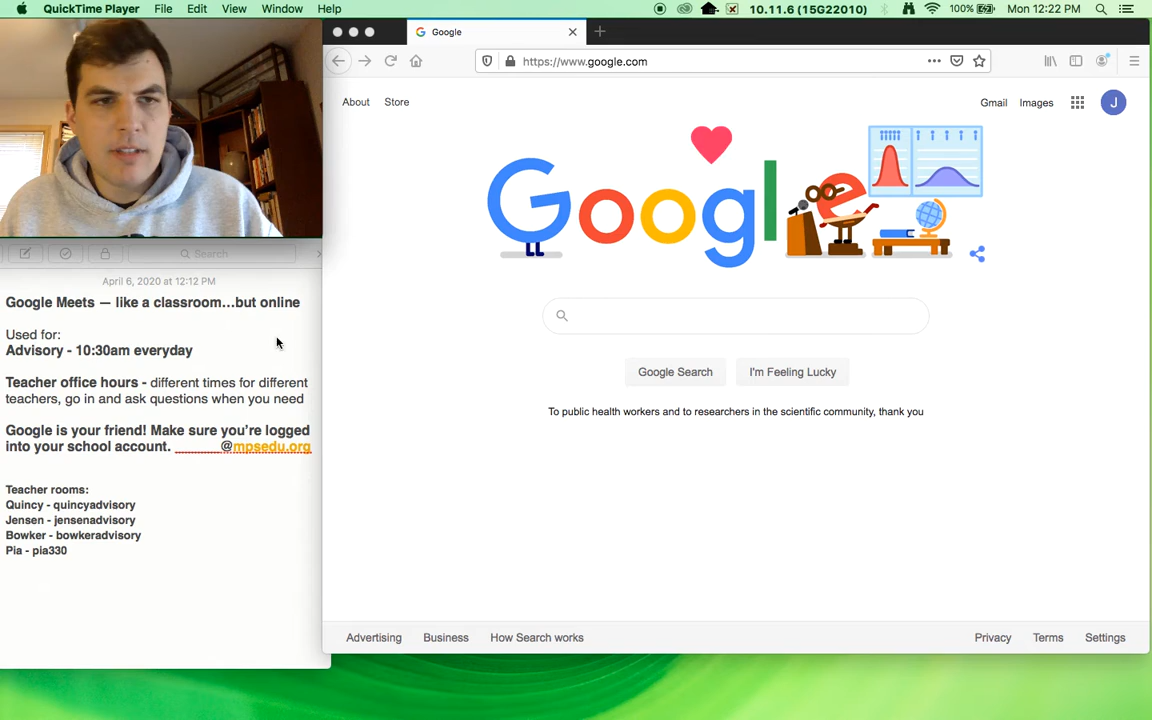 QuickTime Player File Edit View Window Help 10.11.6 (15G22010) 100% Mon 12:22 PM
Google
https://www.google.com
About Store Gmail Images J
Google
Google Search I'm Feeling Lucky
To public health workers and to researchers in the scientific community, thank you
Advertising Business How Search works Privacy Terms Settings
Search
April 6, 2020 at 12:12 PM
Google Meets — like a classroom...but online
Used for:
Advisory - 10:30am everyday
Teacher office hours - different times for different
teachers, go in and ask questions when you need
Google is your friend! Make sure you're logged
into your school account. ______@mpsedu.org
Teacher rooms:
Quincy - quincyadvisory
Jensen - jensenadvisory
Bowker - bowkeradvisory
Pia - pia330